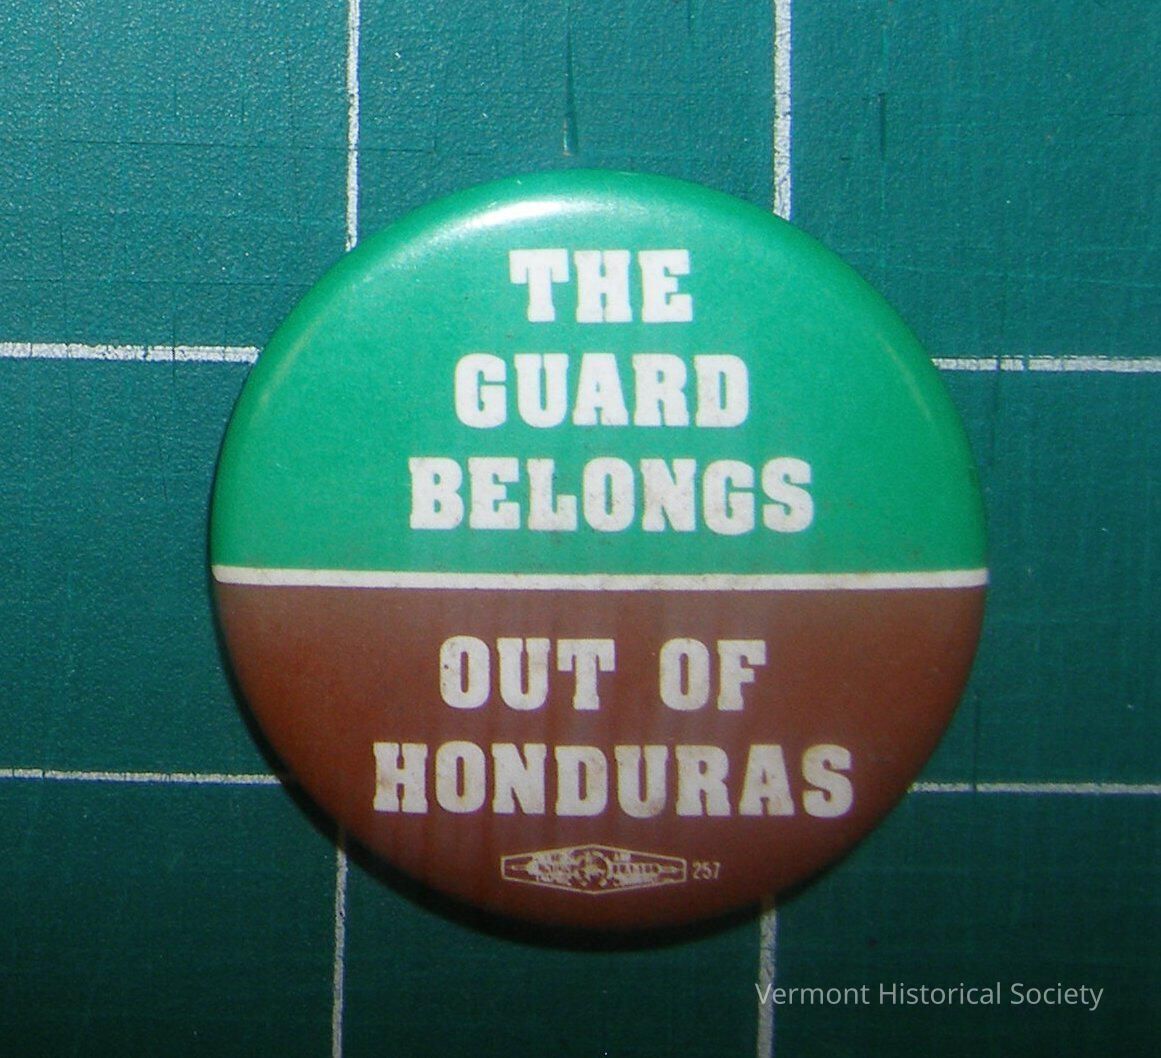 THE
GUARD
BELONGS
OUT OF
HONDURAS
257
Vermont Historical Society